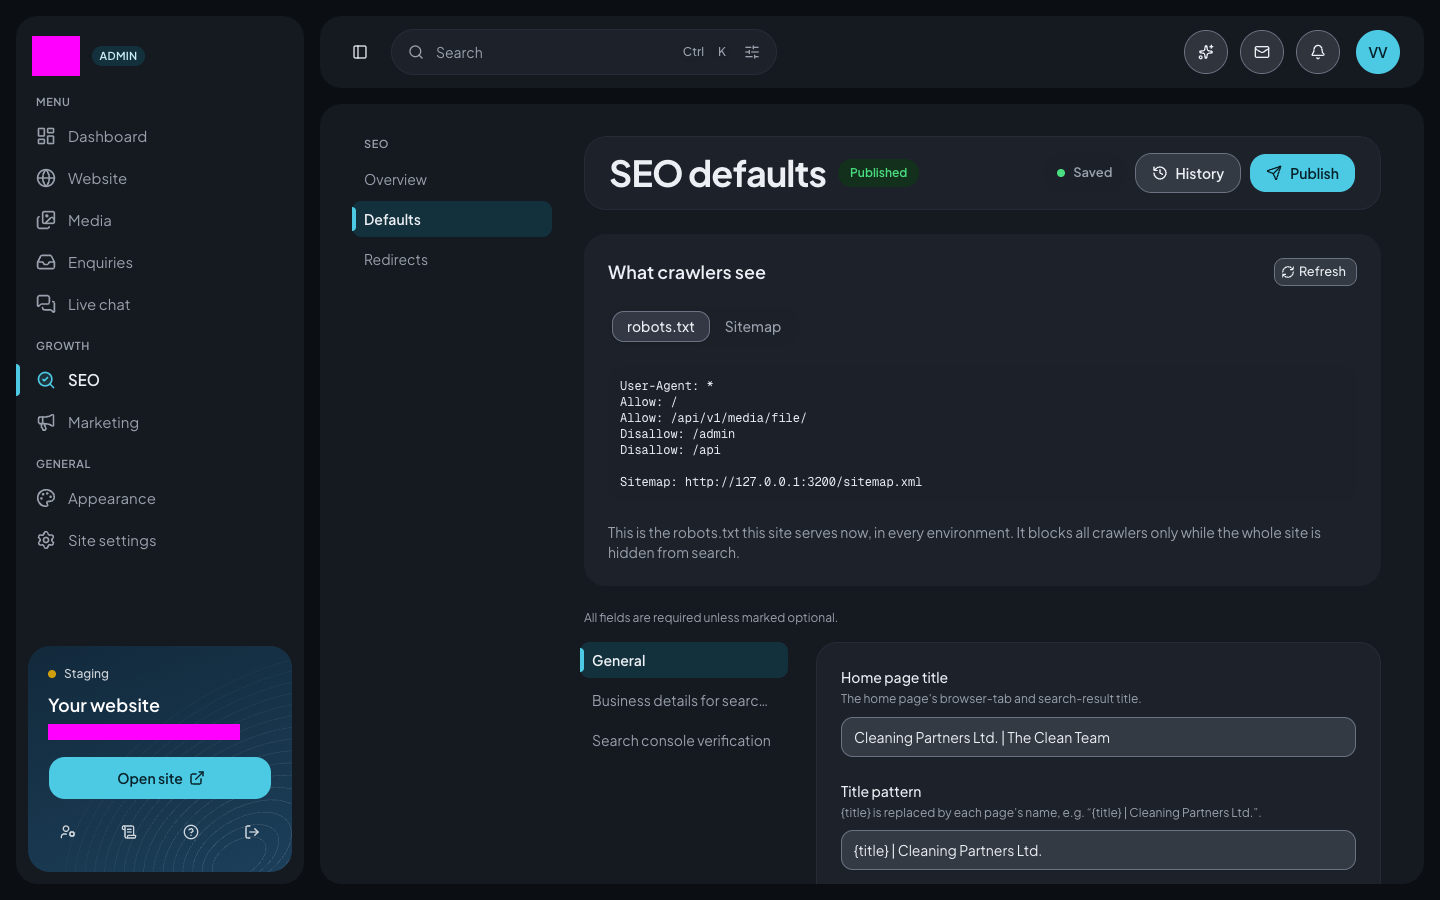 ADMIN
MENU
Dashboard
Website
Media
Enquiries
Live chat
GROWTH
SEO
Marketing
GENERAL
Appearance
Site settings
Staging
Your website
Open site
Search
Ctrl K
VV
SEO
Overview
Defaults
Redirects
SEO defaults
Published
Saved
History
Publish
What crawlers see
Refresh
robots.txt
Sitemap
User-Agent: *
Allow: /
Allow: /api/v1/media/file/
Disallow: /admin
Disallow: /api
Sitemap: http://127.0.0.1:3200/sitemap.xml
This is the robots.txt this site serves now, in every environment. It blocks all crawlers only while the whole site is
hidden from search.
All fields are required unless marked optional.
General
Business details for searc...
Search console verification
Home page title
The home page's browser-tab and search-result title.
Cleaning Partners Ltd. | The Clean Team
Title pattern
{title} is replaced by each page's name, e.g. "{title} | Cleaning Partners Ltd.".
{title} | Cleaning Partners Ltd.